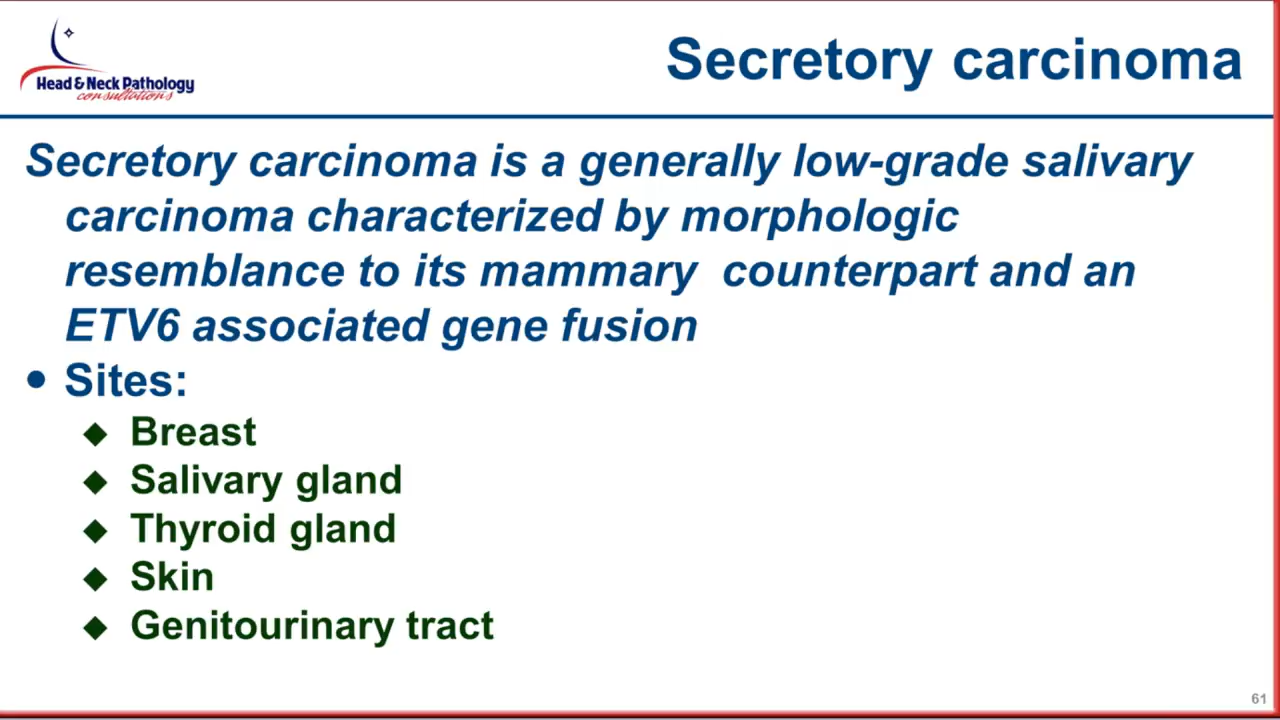 Head & Neck Pathology
consultations
Secretory carcinoma
Secretory carcinoma is a generally low-grade salivary
carcinoma characterized by morphologic
resemblance to its mammary counterpart and an
ETV6 associated gene fusion
• Sites:
◆ Breast
◆ Salivary gland
◆ Thyroid gland
◆ Skin
◆ Genitourinary tract
61